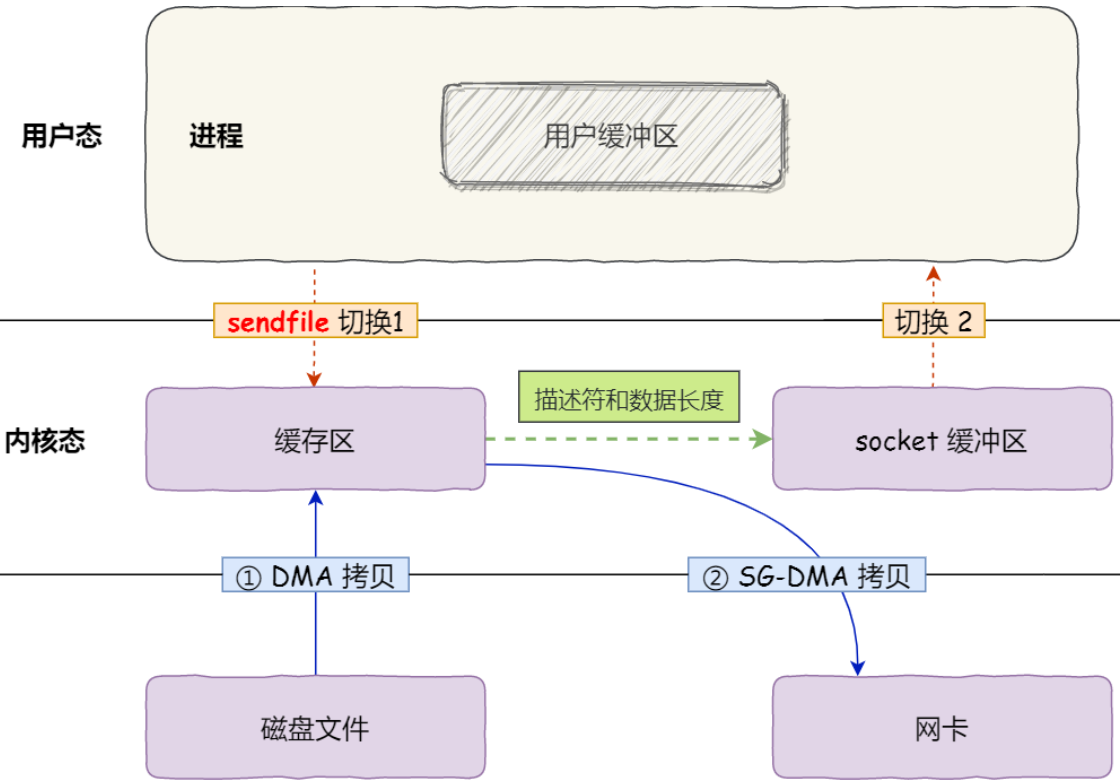 用户态
进程
用户缓冲区
sendfile 切换1
切换 2
描述符和数据长度
内核态
缓存区
socket 缓冲区
① DMA 拷贝
② SG-DMA 拷贝
磁盘文件
网卡